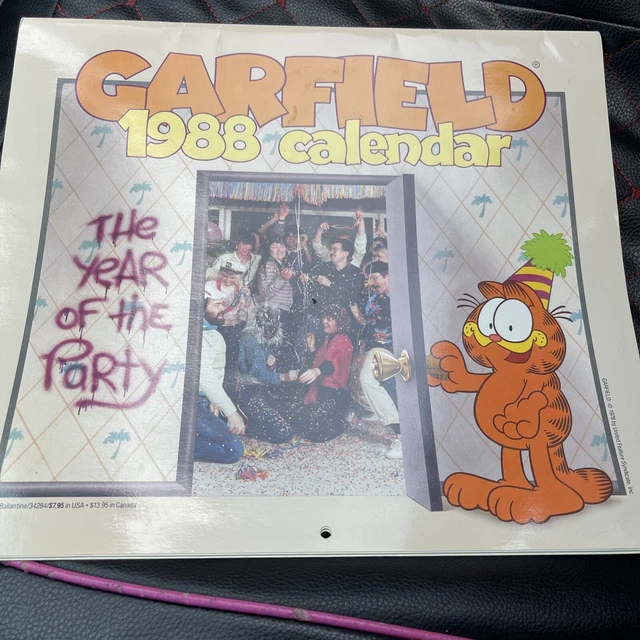 GARFIELD®
1988 calendar
THe
YeAR
OF tHe
PaRty
Ballantine/34284/$7.95 in USA • $13.95 in Canada